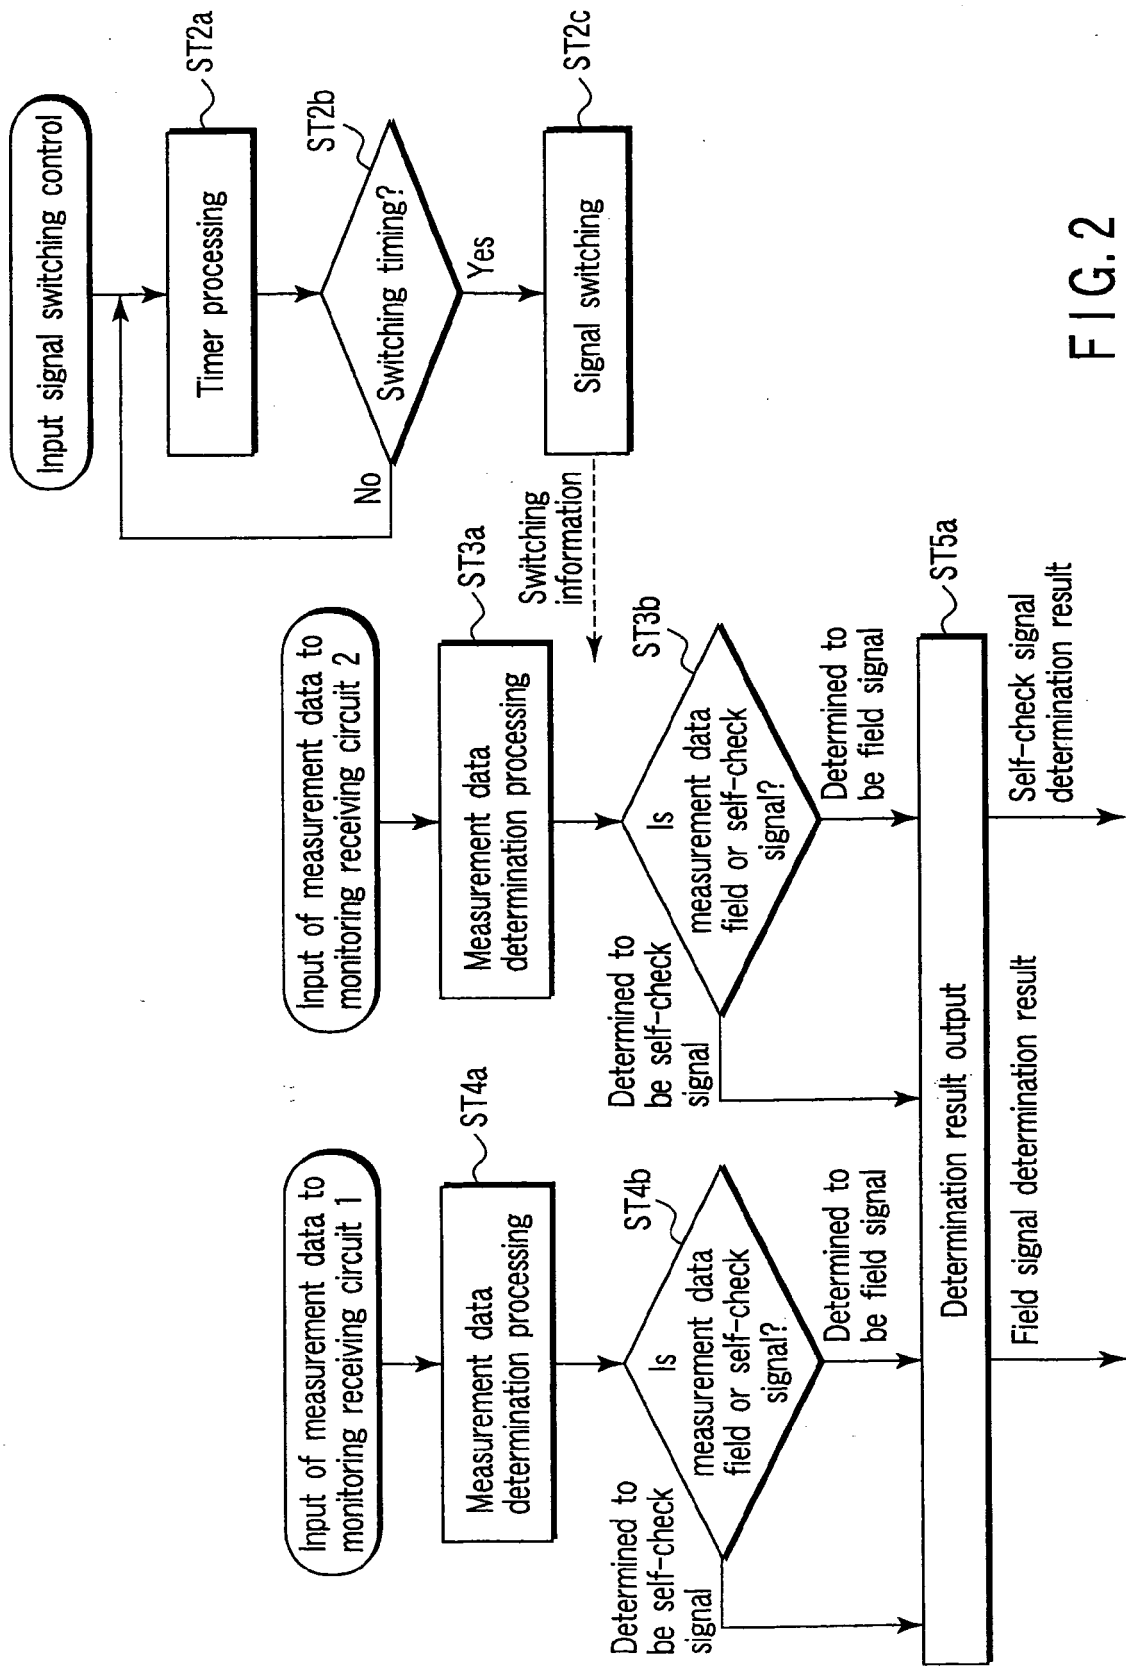 Input of measurement data to
monitoring receiving circuit 1
ST4a
Measurement data
determination processing
ST4b
Is
measurement data
field or self-check
signal?
Determined to
be self-check
signal
Determined to
be field signal
Input of measurement data to
monitoring receiving circuit 2
ST3a
Measurement data
determination processing
Switching
information
ST3b
Is
measurement data
field or self-check
signal?
Determined to
be self-check
signal
Determined to
be field signal
Input signal switching control
ST2a
Timer processing
ST2b
Switching timing?
No
Yes
ST2c
Signal switching
ST5a
Determination result output
Field signal determination result
Self-check signal
determination result
FIG. 2